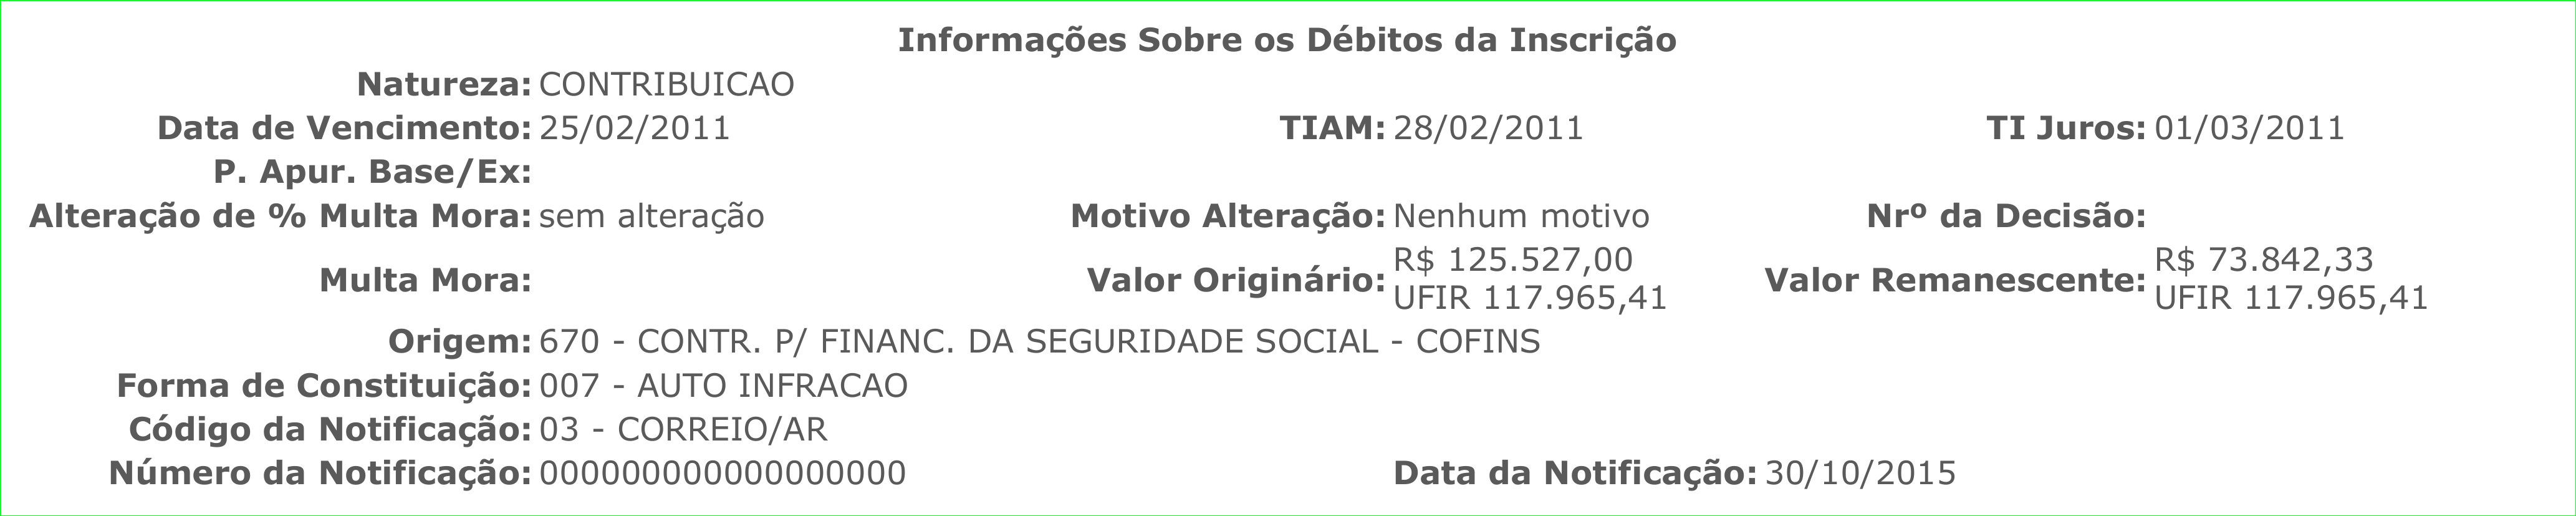 Informações Sobre os Débitos da Inscrição
Natureza: CONTRIBUICAO
Data de Vencimento: 25/02/2011 TIAM: 28/02/2011 TI Juros: 01/03/2011
P. Apur. Base/Ex:
Alteração de % Multa Mora: sem alteração Motivo Alteração: Nenhum motivo Nrº da Decisão:
Multa Mora: Valor Originário: R$ 125.527,00 Valor Remanescente: R$ 73.842,33
UFIR 117.965,41 UFIR 117.965,41
Origem: 670 - CONTR. P/ FINANC. DA SEGURIDADE SOCIAL - COFINS
Forma de Constituição: 007 - AUTO INFRACAO
Código da Notificação: 03 - CORREIO/AR
Número da Notificação: 000000000000000000 Data da Notificação: 30/10/2015